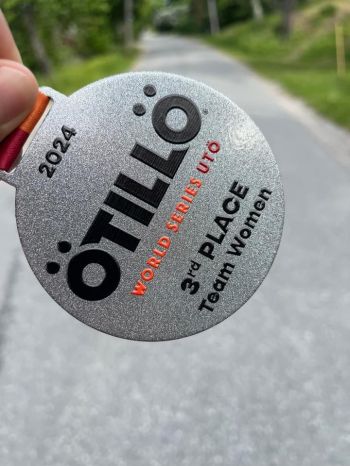 2024
ÖTILLÖ
WORLD SERIES UTÖ
3rd PLACE
Team Women